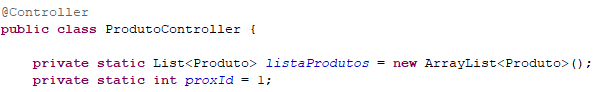 @Controller
public class ProdutoController {
private static List<Produto> listaProdutos = new ArrayList<Produto>();
private static int proxId = 1;